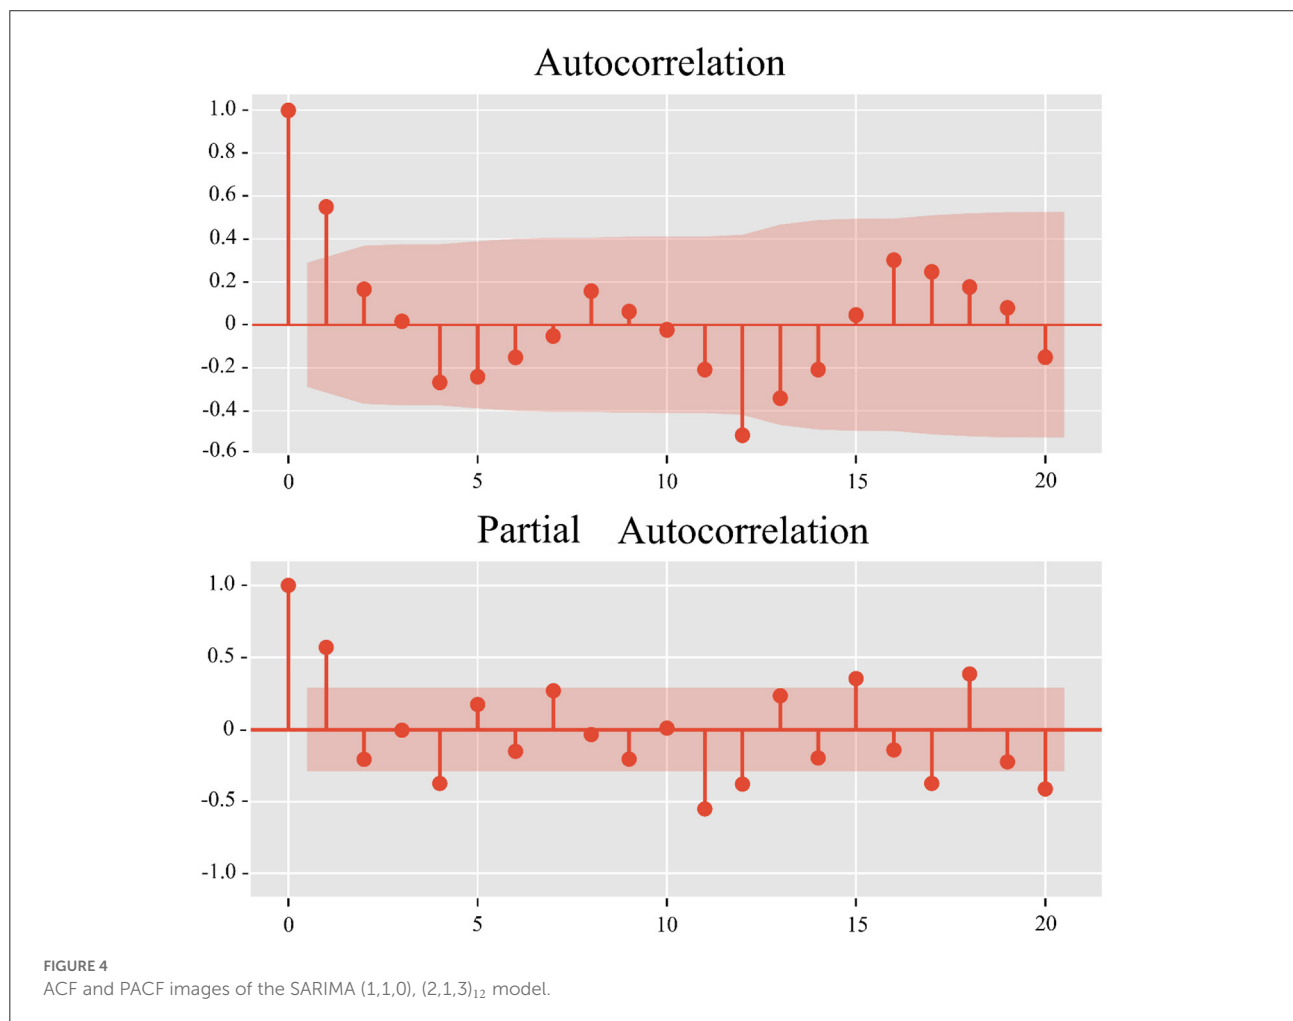 Autocorrelation
1.0
0.8
0.6
0.4
0.2
0
-0.2
-0.4
-0.6
0 5 10 15 20
Partial Autocorrelation
1.0
0.5
0
-0.5
-1.0
0 5 10 15 20
FIGURE 4
ACF and PACF images of the SARIMA (1,1,0), (2,1,3)₁₂ model.